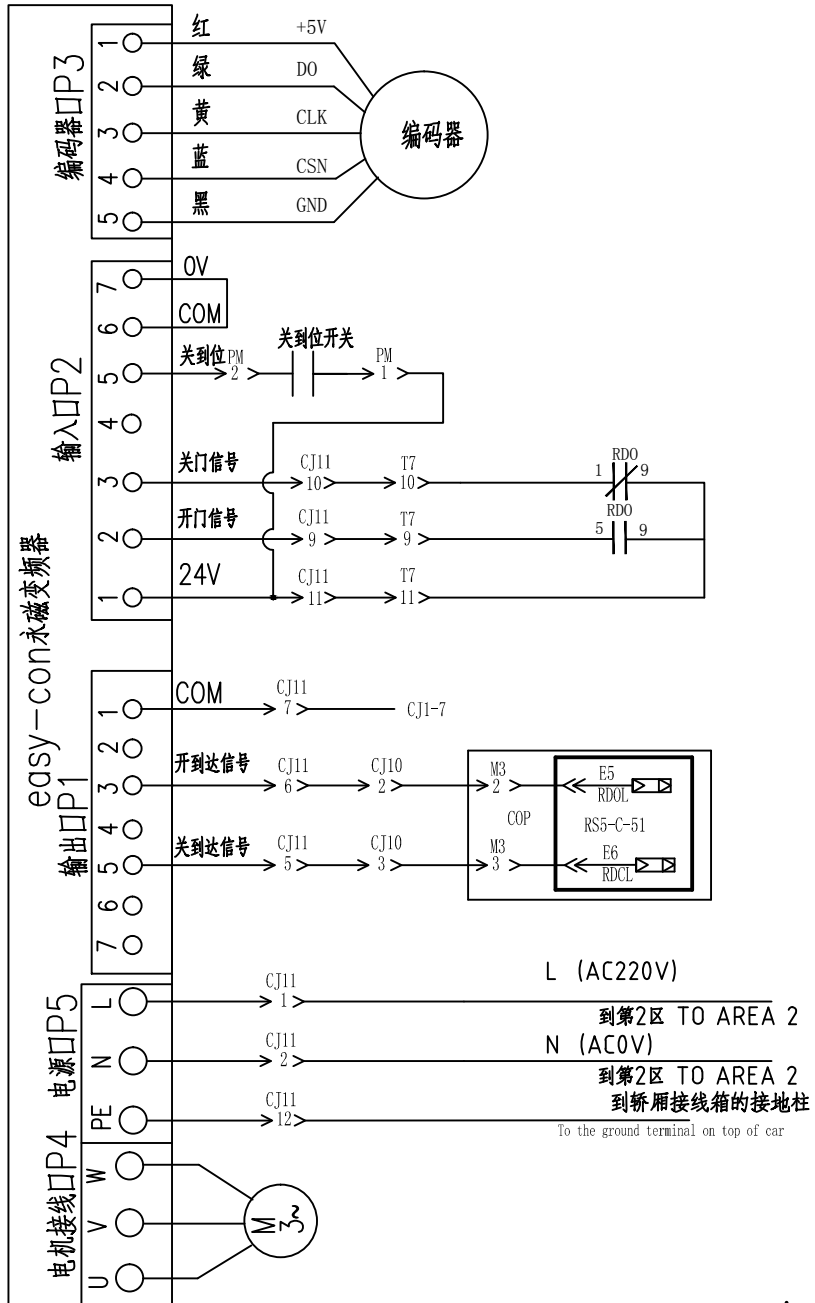 easy-con永磁变频器
编码器口P3
1
红
+5V
2
绿
DO
3
黄
CLK
4
蓝
CSN
5
黑
GND
编码器
输入口P2
7
0V
6
COM
5
关到位
PM
2
关到位开关
PM
1
4
3
关门信号
CJ11
10
T7
10
RDO
1
9
2
开门信号
CJ11
9
T7
9
RDO
5
9
1
24V
CJ11
11
T7
11
输出口P1
1
COM
CJ11
7
CJ1-7
2
3
开到达信号
CJ11
6
CJ10
2
M3
2
E5
RDOL
COP
RS5-C-51
4
5
关到达信号
CJ11
5
CJ10
3
M3
3
E6
RDCL
6
7
电源口P5
L
CJ11
1
L (AC220V)
到第2区 TO AREA 2
N
CJ11
2
N (AC0V)
到第2区 TO AREA 2
PE
CJ11
12
到轿厢接线箱的接地柱
To the ground terminal on top of car
电机接线口P4
W
V
U
M
3~